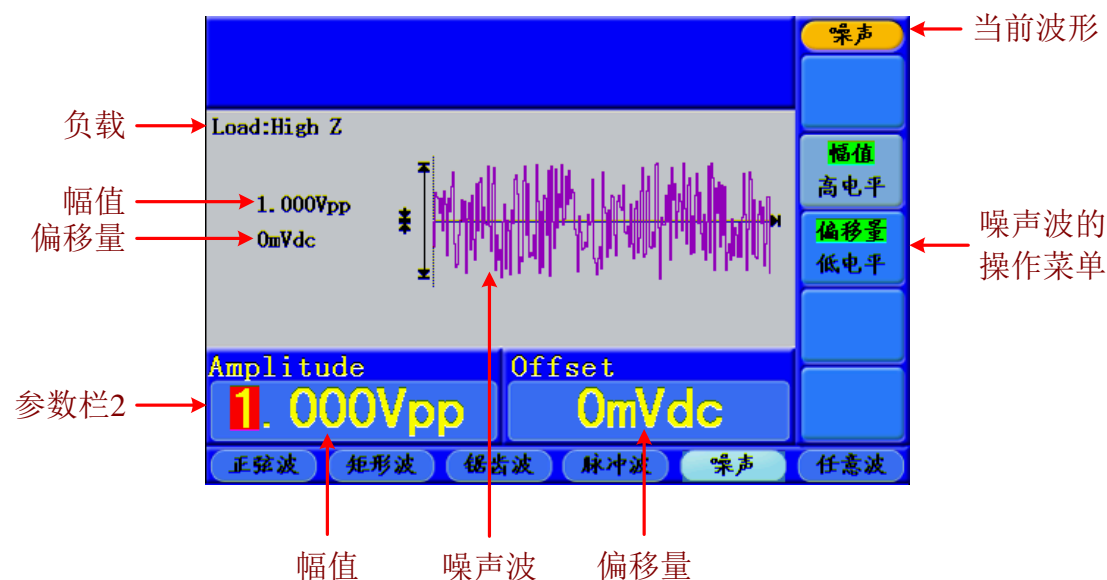 噪声
当前波形
负载
Load:High Z
幅值
高电平
幅值
1.000Vpp
偏移量
0mVdc
偏移量
低电平
噪声波的
操作菜单
Amplitude
Offset
参数栏2
1.000Vpp
0mVdc
正弦波
矩形波
锯齿波
脉冲波
噪声
任意波
幅值
噪声波
偏移量